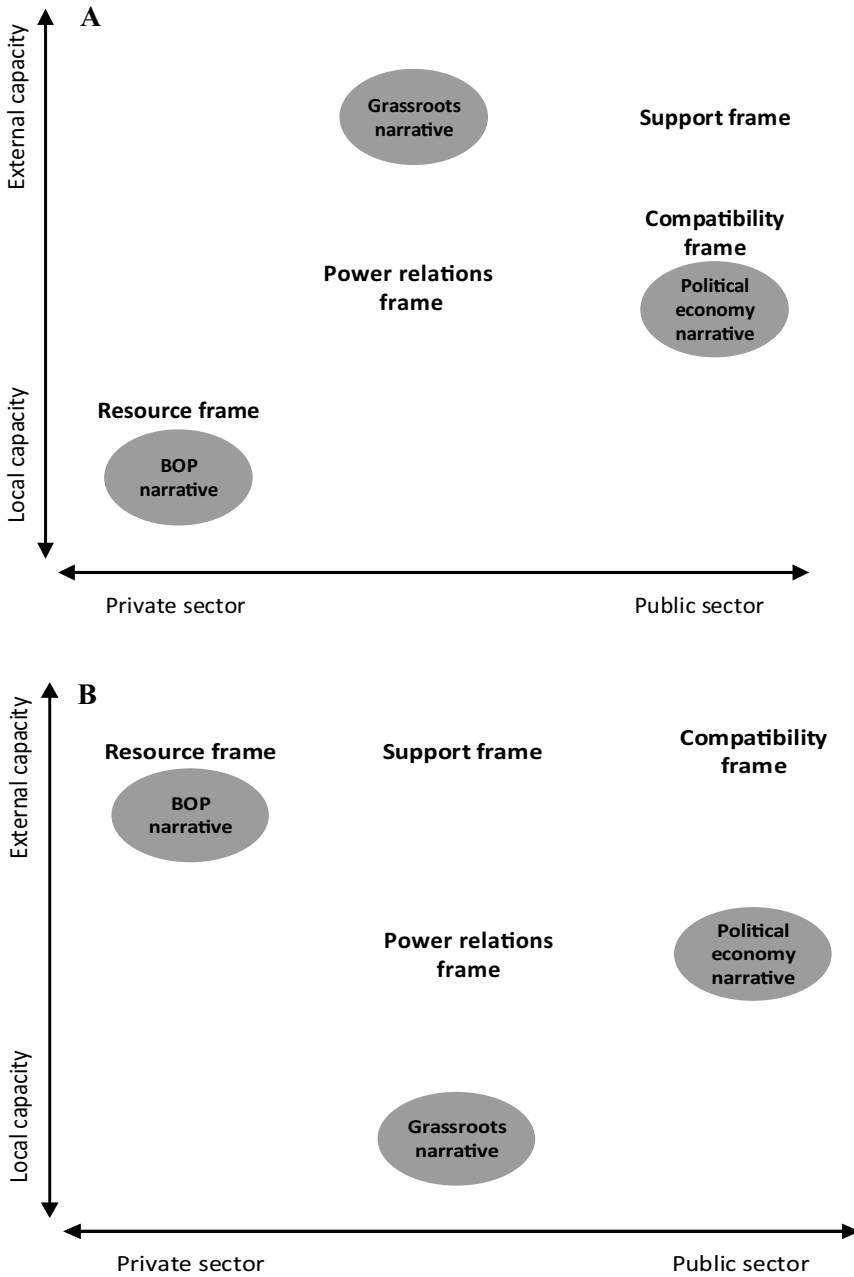 A
External capacity
Local capacity
Grassroots
narrative
Support frame
Compatibility
frame
Power relations
frame
Political
economy
narrative
Resource frame
BOP
narrative
Private sector
Public sector
B
External capacity
Local capacity
Resource frame
Support frame
Compatibility
frame
BOP
narrative
Power relations
frame
Political
economy
narrative
Grassroots
narrative
Private sector
Public sector